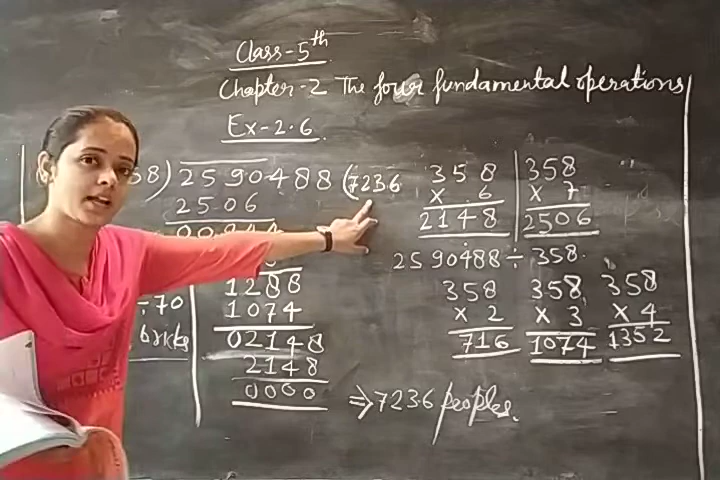 Class-5th
Chapter-2 The four fundamental operations
Ex-2.6
58) 2590488 (7236
2506
1288
1074
02148
2148
0000
÷70
bricks
358
x 6
2148
358
x 7
2506
2590488 ÷ 358
358
x 2
716
358
x 3
1074
358
x 4
1352
⇒ 7236 peoples.